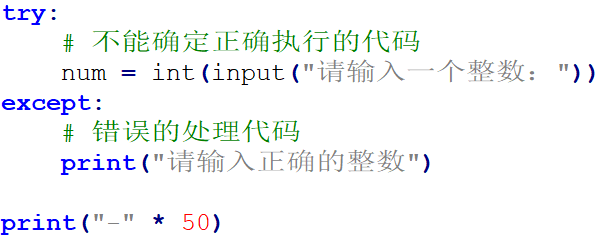 try:
    # 不能确定正确执行的代码
    num = int(input("请输入一个整数："))
except:
    # 错误的处理代码
    print("请输入正确的整数")

print("-" * 50)